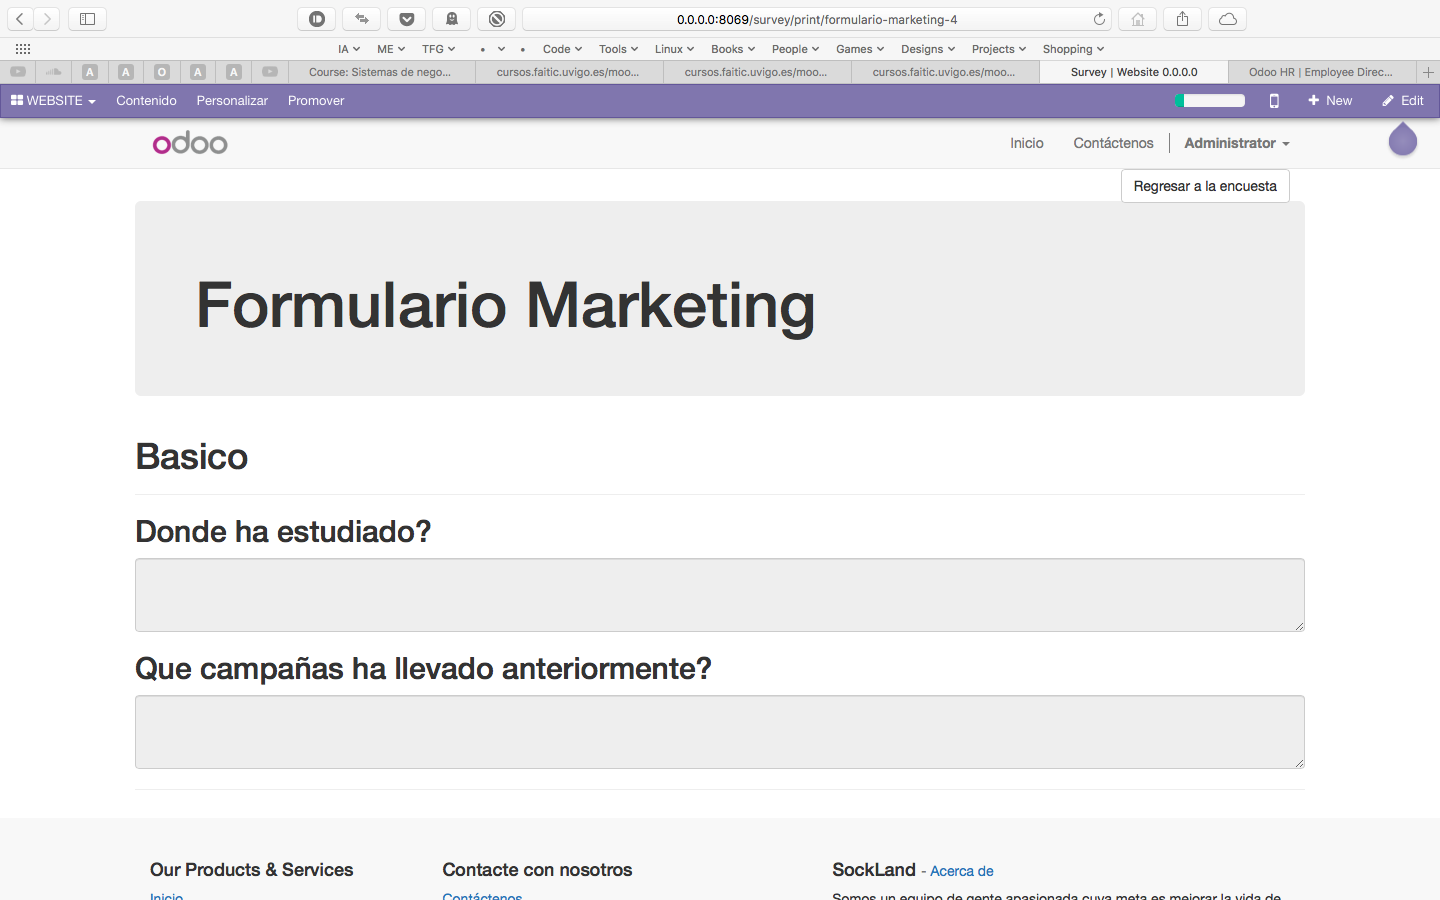 0.0.0.0:8069/survey/print/formulario-marketing-4
IA ME TFG • • Code Tools Linux Books People Games Designs Projects Shopping
A A O A A Course: Sistemas de nego... cursos.faitic.uvigo.es/moo... cursos.faitic.uvigo.es/moo... cursos.faitic.uvigo.es/moo... Survey | Website 0.0.0.0 Odoo HR | Employee Direc...
WEBSITE Contenido Personalizar Promover New Edit
odoo Inicio Contáctenos Administrator
Regresar a la encuesta
Formulario Marketing
Basico
Donde ha estudiado?
Que campañas ha llevado anteriormente?
Our Products & Services Contacte con nosotros SockLand - Acerca de
Inicio Contáctenos Somos un equipo de gente apasionada cuya meta es mejorar la vida de